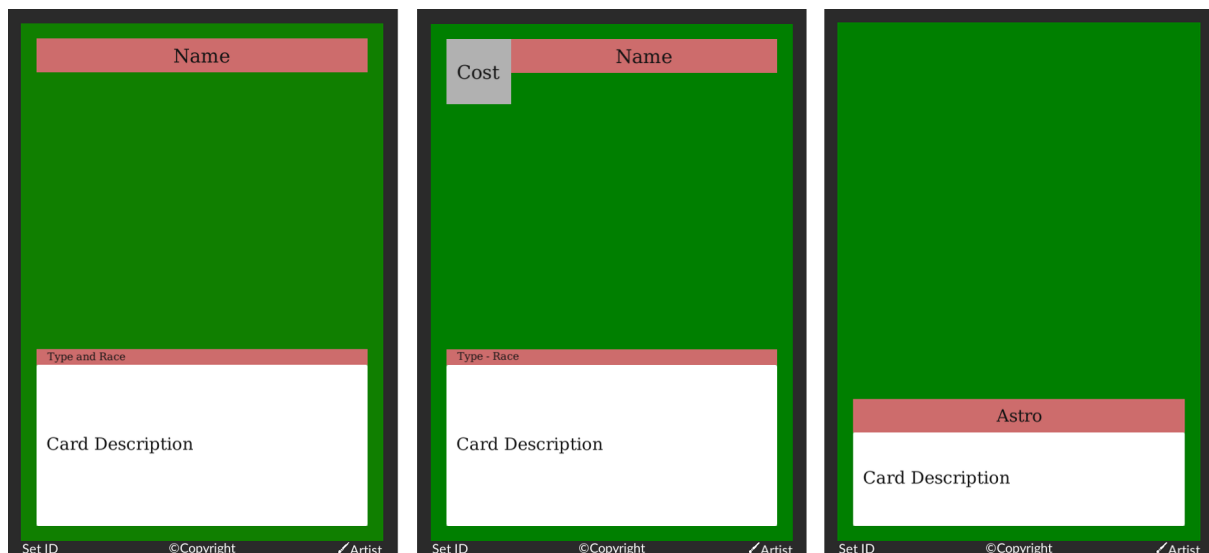 Name
Type and Race
Card Description
Set ID ©Copyright Artist
Cost
Name
Type - Race
Card Description
Set ID ©Copyright Artist
Astro
Card Description
Set ID ©Copyright Artist